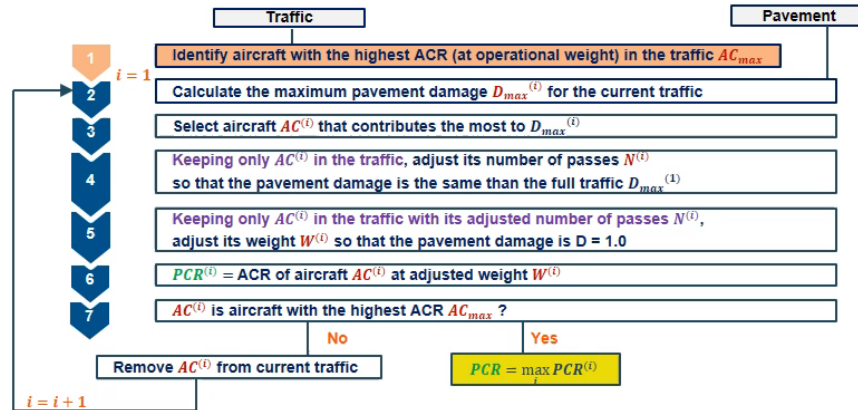 Traffic
Pavement
1
Identify aircraft with the highest ACR (at operational weight) in the traffic AC_max
i = 1
2
Calculate the maximum pavement damage D_max^(i) for the current traffic
3
Select aircraft AC^(i) that contributes the most to D_max^(i)
4
Keeping only AC^(i) in the traffic, adjust its number of passes N^(i)
so that the pavement damage is the same than the full traffic D_max^(1)
5
Keeping only AC^(i) in the traffic with its adjusted number of passes N^(i),
adjust its weight W^(i) so that the pavement damage is D = 1.0
6
PCR^(i) = ACR of aircraft AC^(i) at adjusted weight W^(i)
7
AC^(i) is aircraft with the highest ACR AC_max ?
No
Yes
Remove AC^(i) from current traffic
PCR = max_i PCR^(i)
i = i + 1